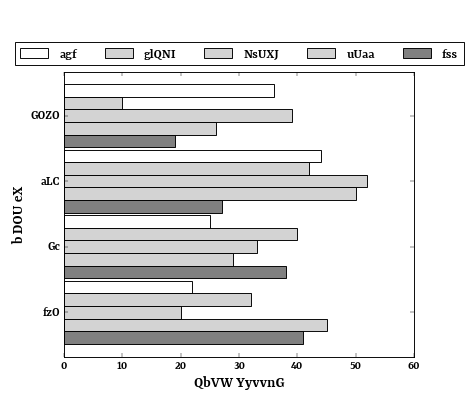 agf glQNI NsUXJ uUaa fss
GOZO
aLC
Gc
fzO
b DOU eX
0 10 20 30 40 50 60
QbVW YyvvnG